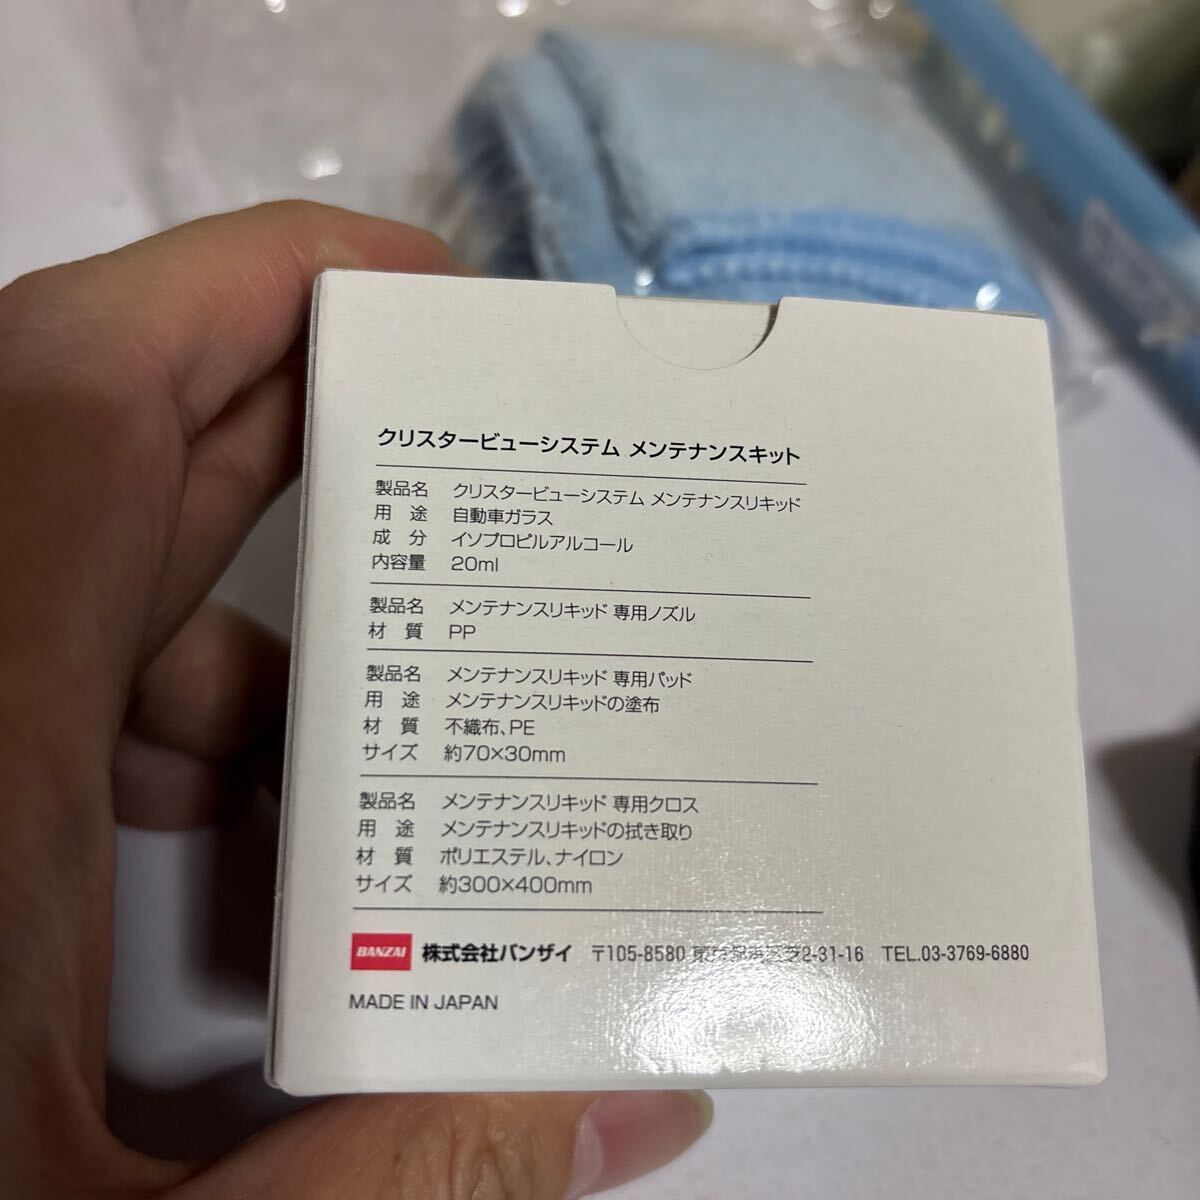 クリスタービューシステム メンテナンスキット
製品名 クリスタービューシステム メンテナンスリキッド
用途 自動車ガラス
成分 イソプロピルアルコール
内容量 20ml
製品名 メンテナンスリキッド 専用ノズル
材質 PP
製品名 メンテナンスリキッド 専用パッド
用途 メンテナンスリキッドの塗布
材質 不織布、PE
サイズ 約70×30mm
製品名 メンテナンスリキッド 専用クロス
用途 メンテナンスリキッドの拭き取り
材質 ポリエステル、ナイロン
サイズ 約300×400mm
BANZAI 株式会社バンザイ 〒105-8580 東京都港区芝2-31-16 TEL.03-3769-6880
MADE IN JAPAN